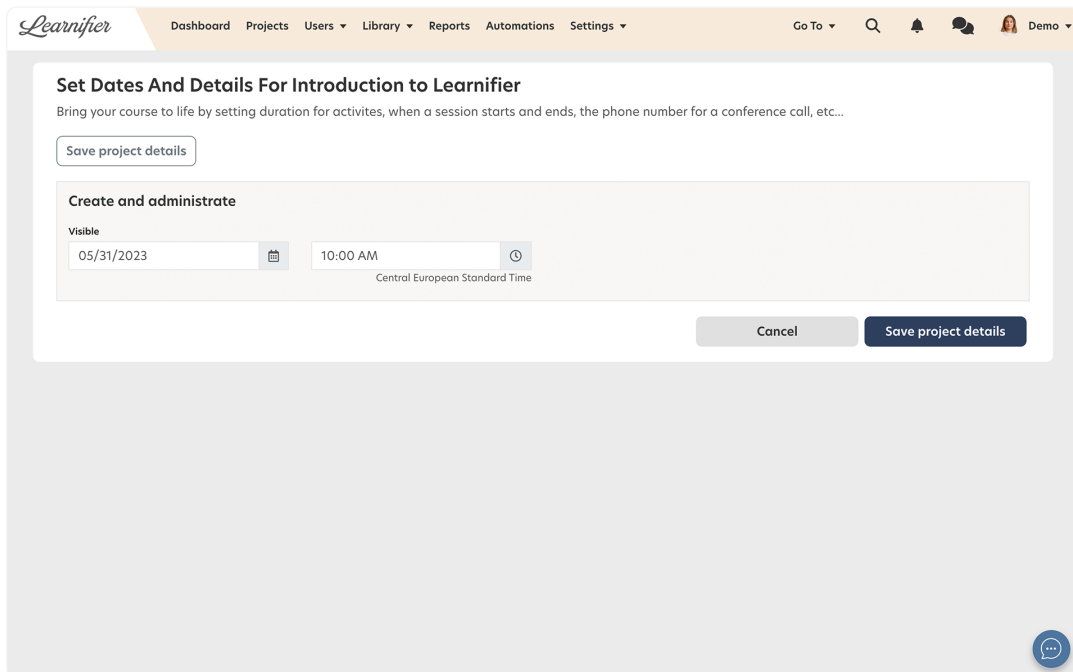 Learnifier
Dashboard Projects Users Library Reports Automations Settings Go To Demo
Set Dates And Details For Introduction to Learnifier
Bring your course to life by setting duration for activites, when a session starts and ends, the phone number for a conference call, etc...
Save project details
Create and administrate
Visible
05/31/2023 10:00 AM
Central European Standard Time
Cancel Save project details